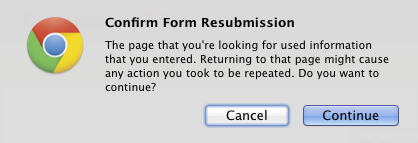 Confirm Form Resubmission
The page that you're looking for used information
that you entered. Returning to that page might cause
any action you took to be repeated. Do you want to
continue?
Cancel
Continue